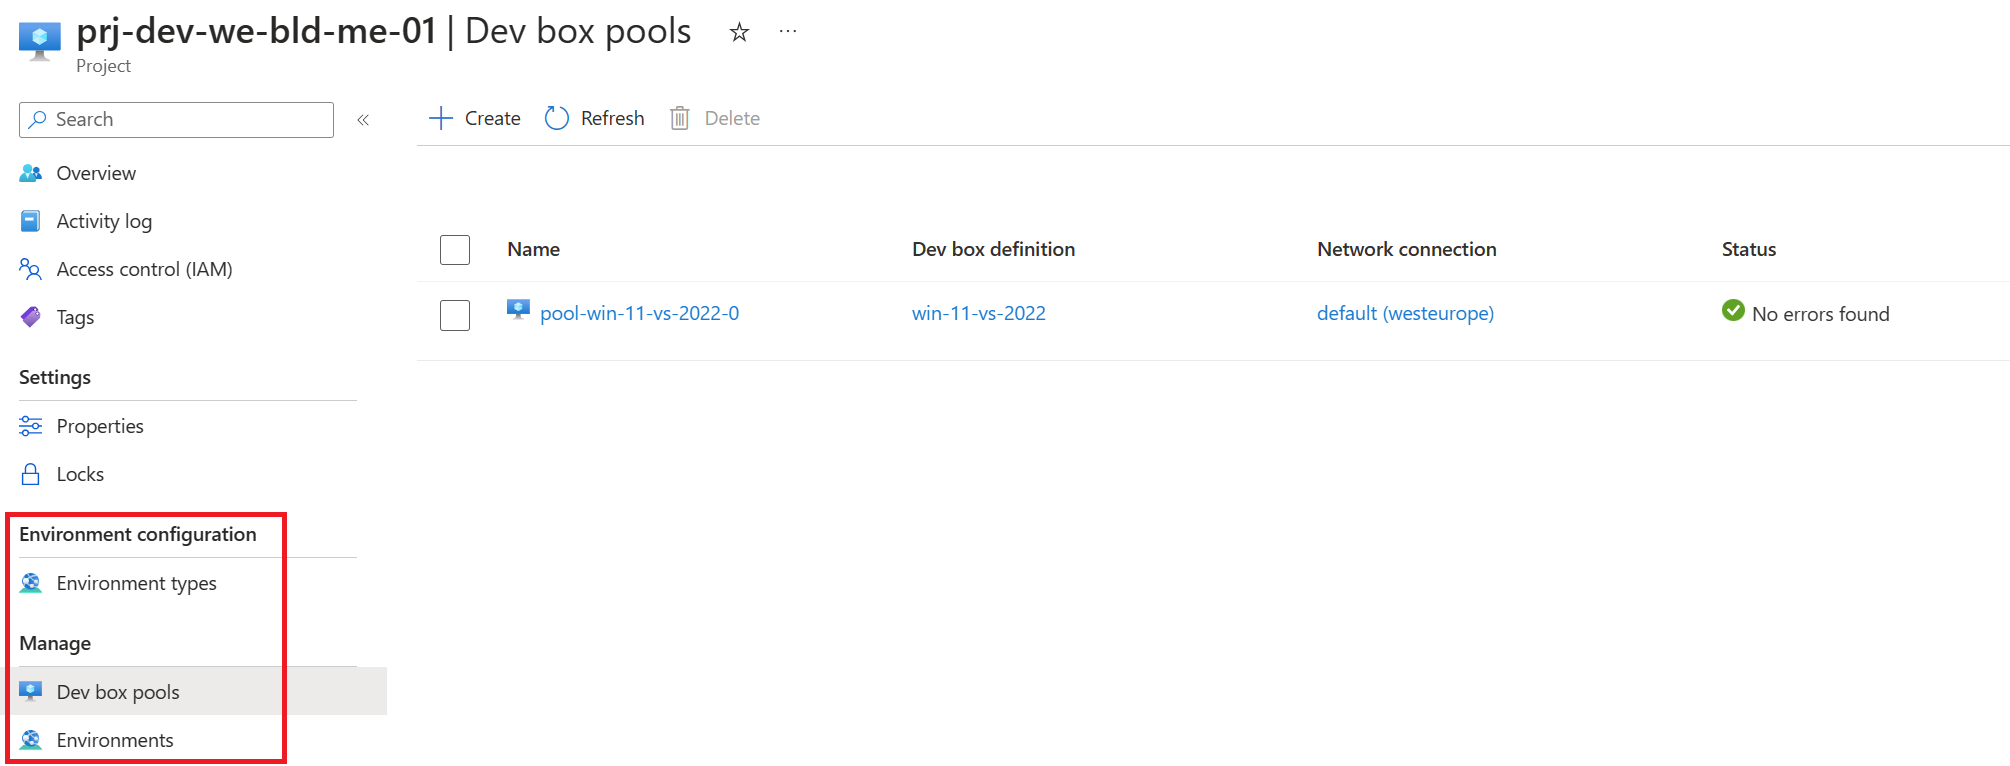 prj-dev-we-bld-me-01 | Dev box pools
Project
Search
Overview
Activity log
Access control (IAM)
Tags
Settings
Properties
Locks
Environment configuration
Environment types
Manage
Dev box pools
Environments
Create Refresh Delete
Name Dev box definition Network connection Status
pool-win-11-vs-2022-0 win-11-vs-2022 default (westeurope) No errors found